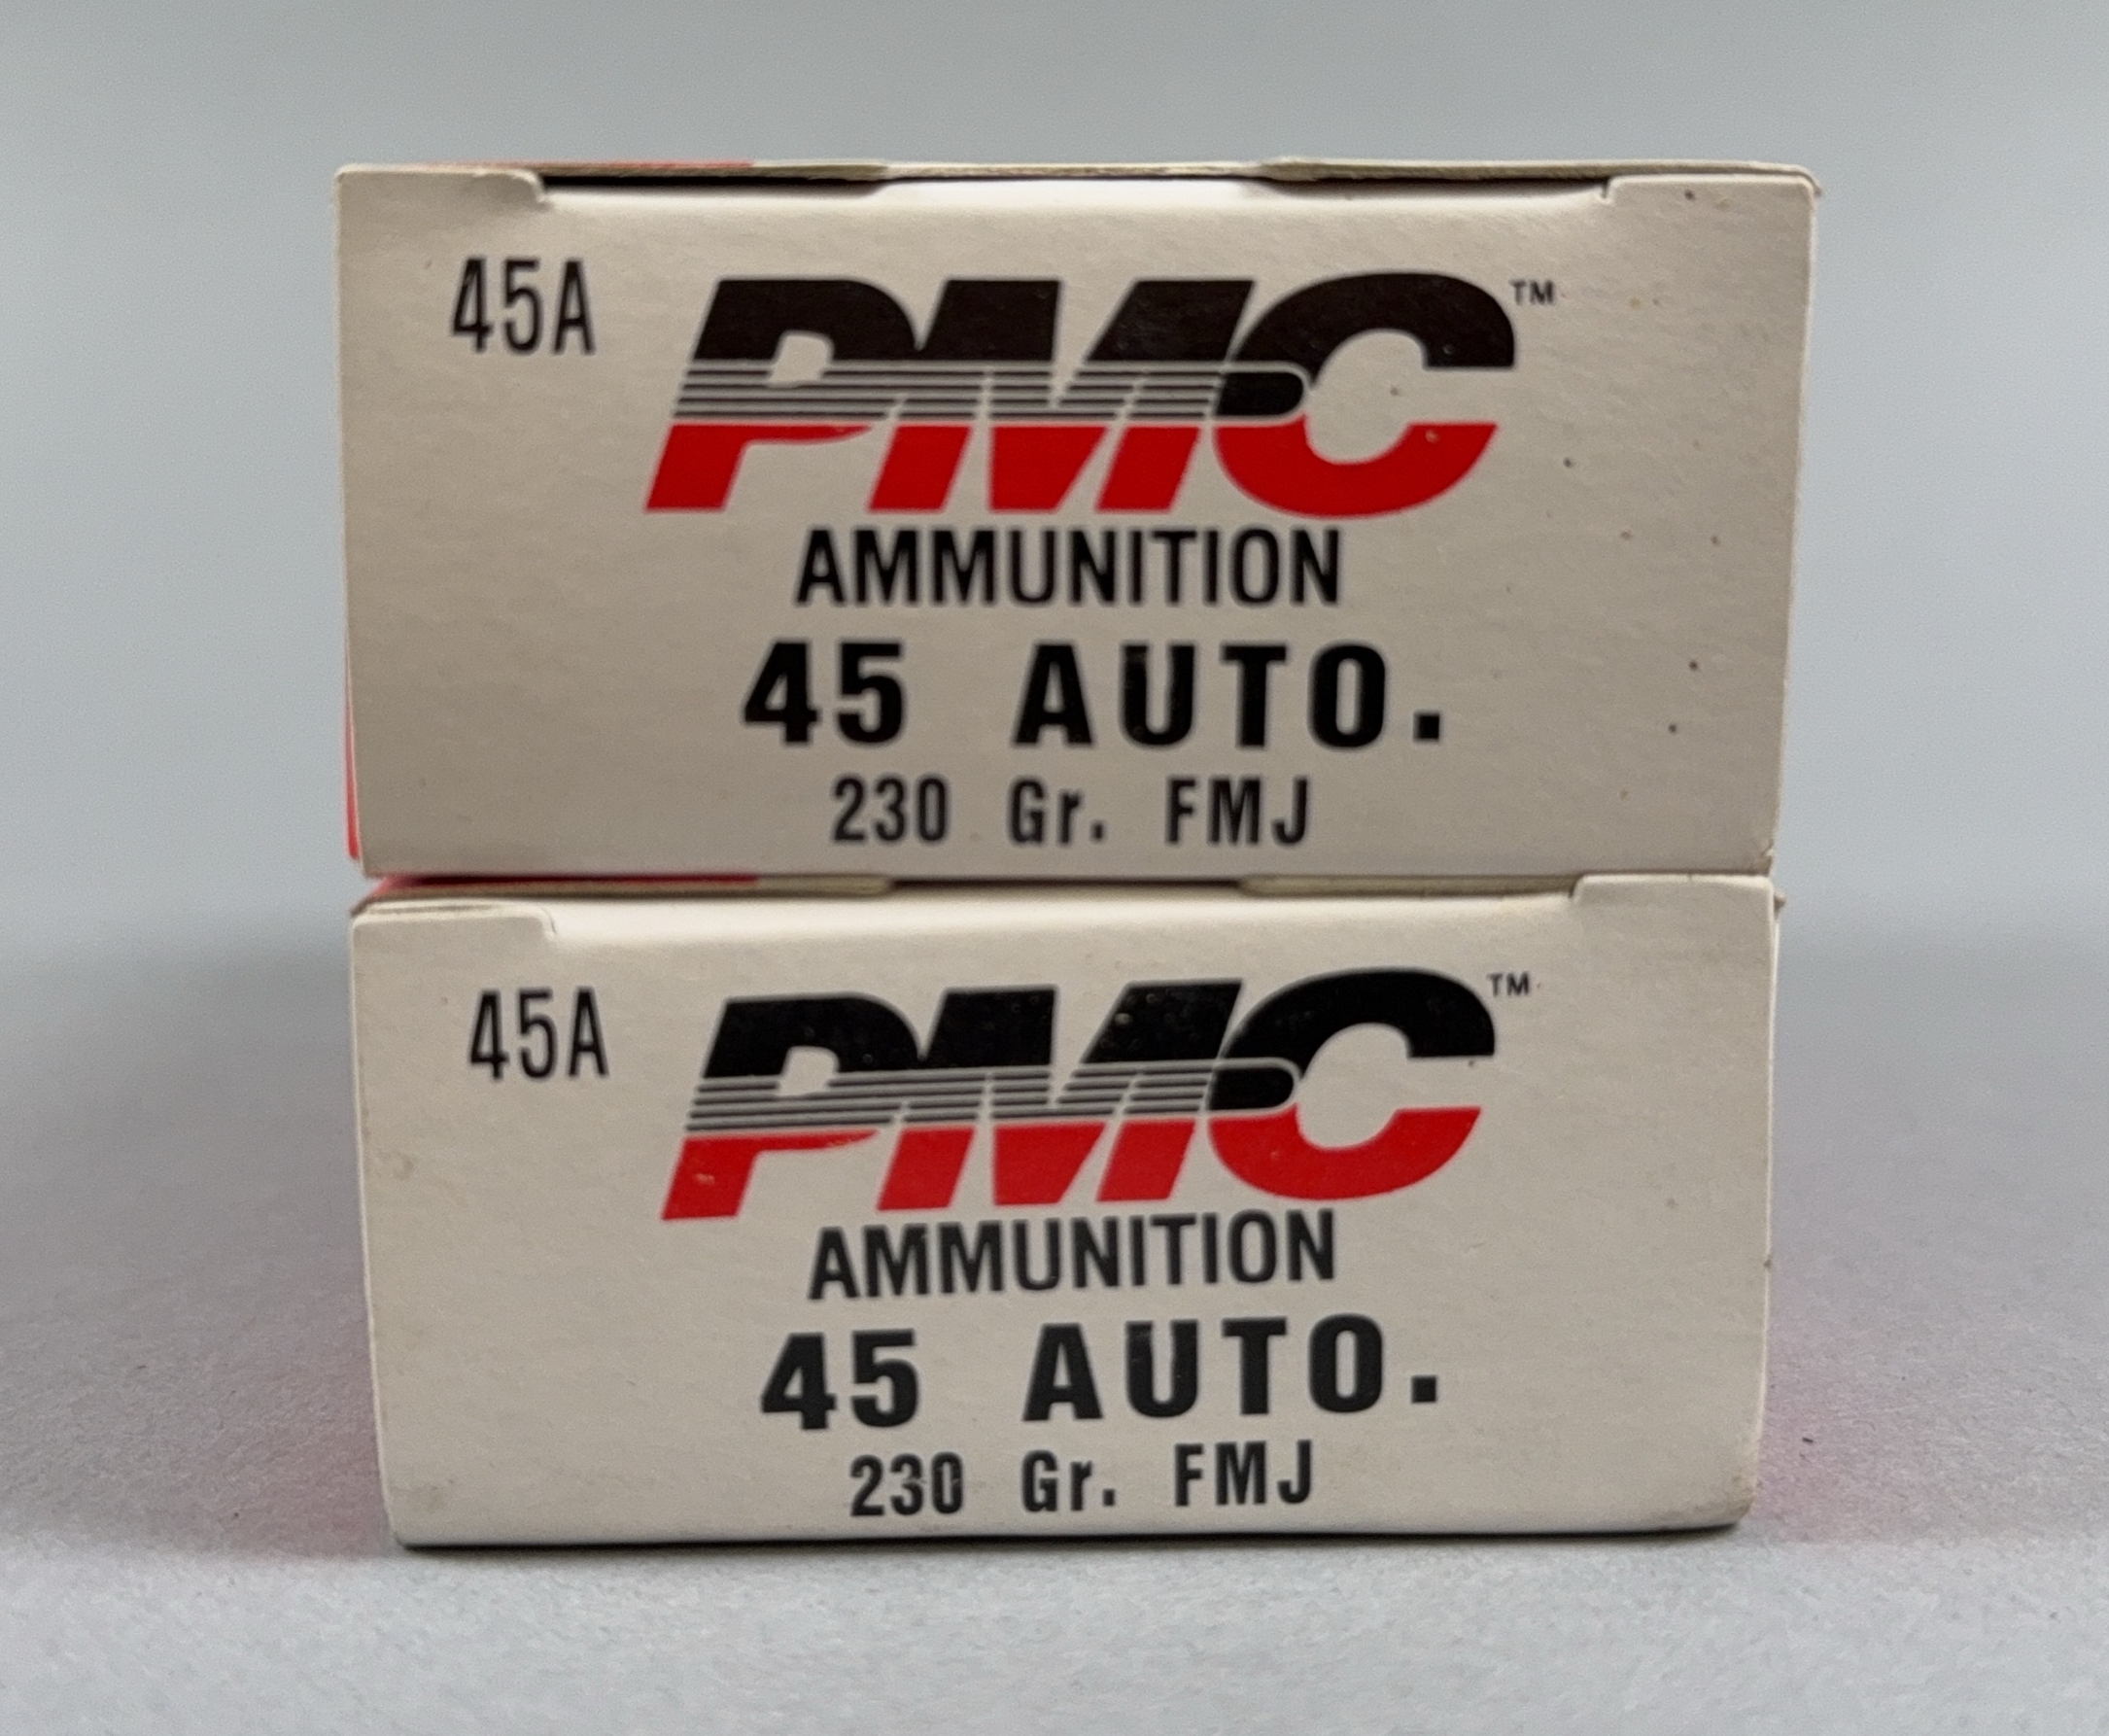 45A
PMC™
AMMUNITION
45 AUTO.
230 Gr. FMJ
45A
PMC™
AMMUNITION
45 AUTO.
230 Gr. FMJ